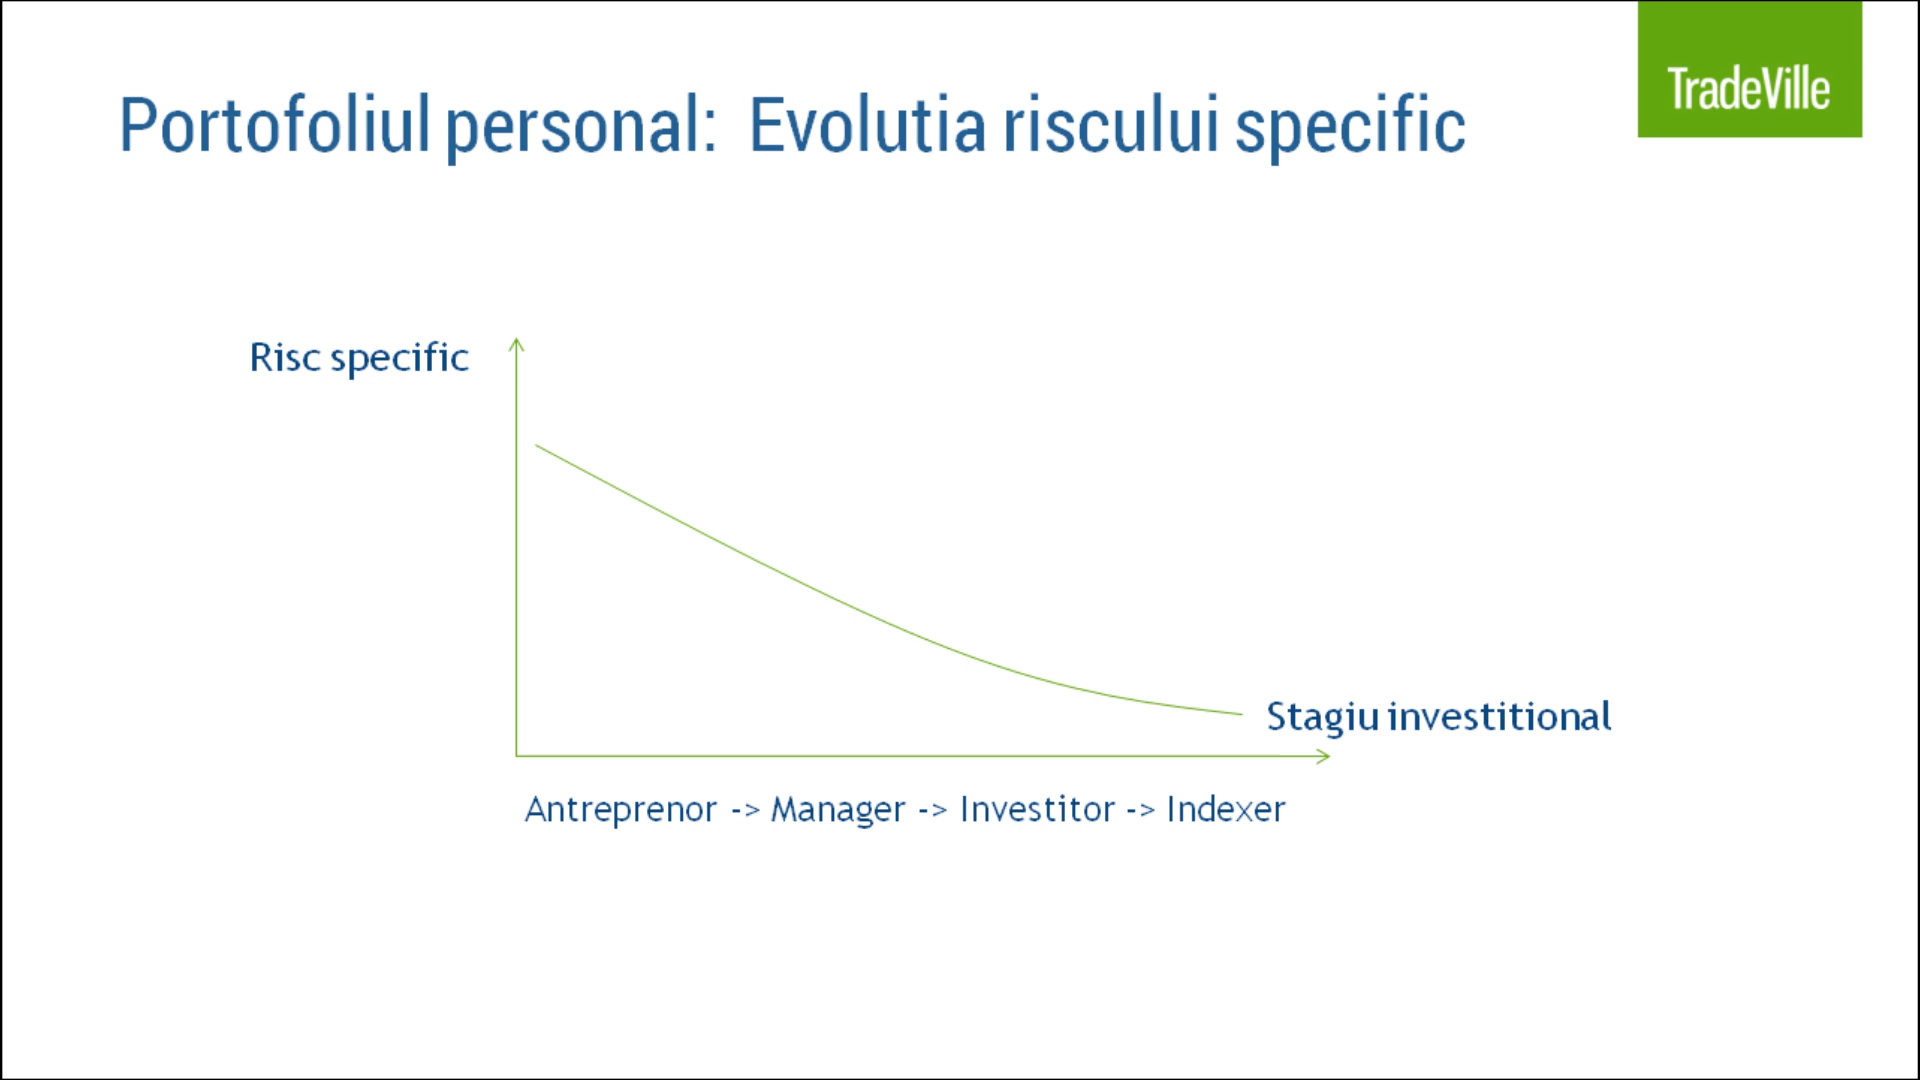 TradeVille
Portofoliul personal: Evolutia riscului specific
Risc specific
Stagiu investitional
Antreprenor -> Manager -> Investitor -> Indexer